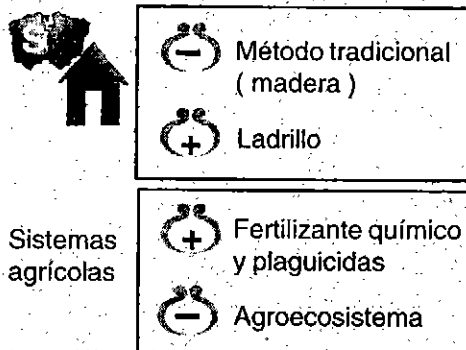 $
− Método tradicional
( madera )
+ Ladrillo
Sistemas
agrícolas
+ Fertilizante químico
y plaguicidas
− Agroecosistema